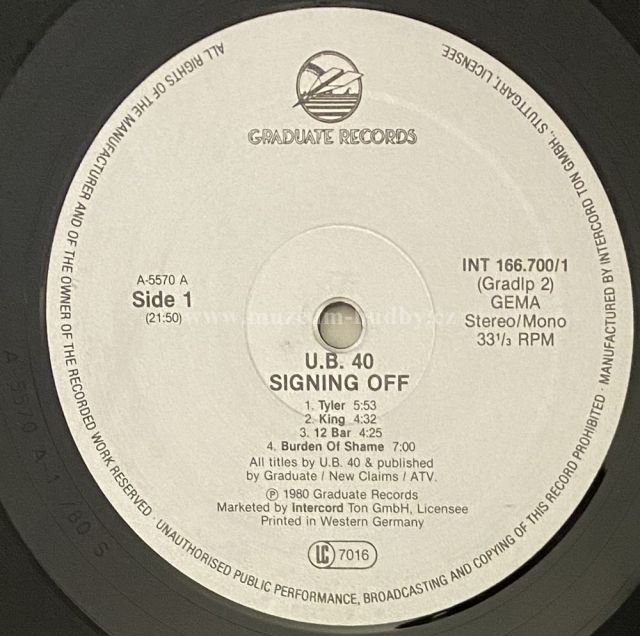 ALL RIGHTS OF THE MANUFACTURER AND OF THE OWNER OF THE RECORDED WORK RESERVED · UNAUTHORISED PUBLIC PERFORMANCE, BROADCASTING AND COPYING OF THIS RECORD PROHIBITED · MANUFACTURED BY INTERCORD TON GMBH, STUTTGART, LICENSEE.
GRADUATE RECORDS
A-5570 A
Side 1
(21:50)
INT 166.700/1
(Gradlp 2)
GEMA
Stereo/Mono
33 1/3 RPM
www.muzeum-hudby.cz
U.B. 40
SIGNING OFF
1. Tyler 5:53
2. King 4:32
3. 12 Bar 4:25
4. Burden Of Shame 7:00
All titles by U.B. 40 & published
by Graduate / New Claims / ATV.
℗ 1980 Graduate Records
Marketed by Intercord Ton GmbH, Licensee
Printed in Western Germany
LC 7016
A 5570 A